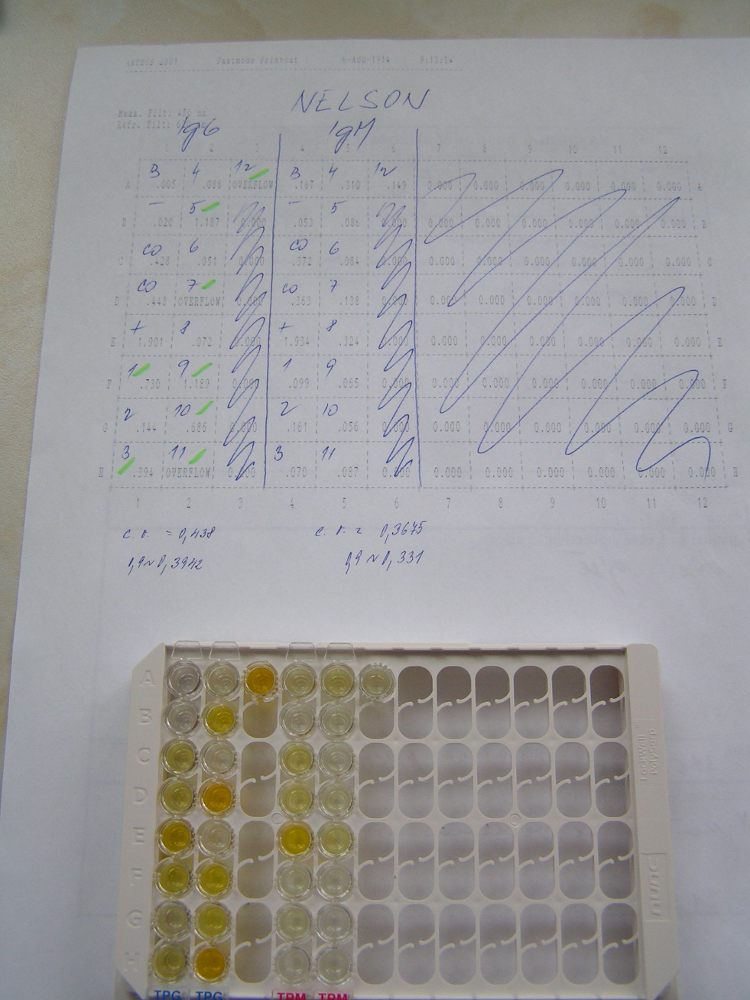 ANTHOS 2001 Fastmode Printout 6-AUG-1914 9:13:54
NELSON
Meas. Filt: 450 nm
Refr. Filt: 6
IgG IgM
1 2 3 4 5 6 7 8 9 10 11 12
3 4 12 3 4 12
A .005 .086 OVERFLOW .167 .310 .149 0.000 0.000 0.000 0.000 0.000 0.000 A
- 5 - 5
B .020 1.187 0.000 .053 .086 0.000 0.000 0.000 0.000 0.000 0.000 0.000 B
CO 6 CO 6
C .428 .051 0.000 .372 .084 0.000 0.000 0.000 0.000 0.000 0.000 0.000 C
CO 7 CO 7
D .448 OVERFLOW 0.000 .363 .138 0.000 0.000 0.000 0.000 0.000 0.000 0.000 D
+ 8 + 8
E 1.901 .072 0.000 1.934 .324 0.000 0.000 0.000 0.000 0.000 0.000 0.000 E
1 9 1 9
F .730 1.189 0.000 .099 .065 0.000 0.000 0.000 0.000 0.000 0.000 0.000 F
2 10 2 10
G .144 .686 0.000 .161 .056 0.000 0.000 0.000 0.000 0.000 0.000 0.000 G
3 11 3 11
H .394 OVERFLOW 0.000 .070 .087 0.000 0.000 0.000 0.000 0.000 0.000 0.000 H
1 2 3 4 5 6 7 8 9 10 11 12
= 0,438 0,3675
0,9 ~ 0,3942 0,9 ~ 0,331
A
B
C
D
E
F
G
H
LockWell
PolySorp
nunc
TPG TPG TPM TPM